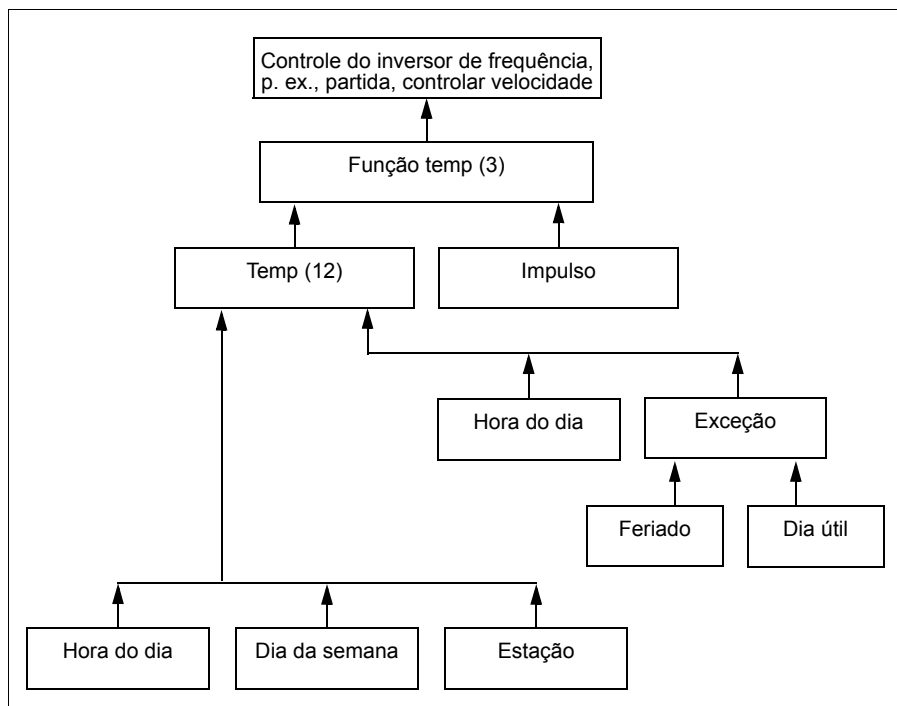 Controle do inversor de frequência,
p. ex., partida, controlar velocidade
Função temp (3)
Temp (12)
Impulso
Hora do dia
Exceção
Feriado
Dia útil
Hora do dia
Dia da semana
Estação